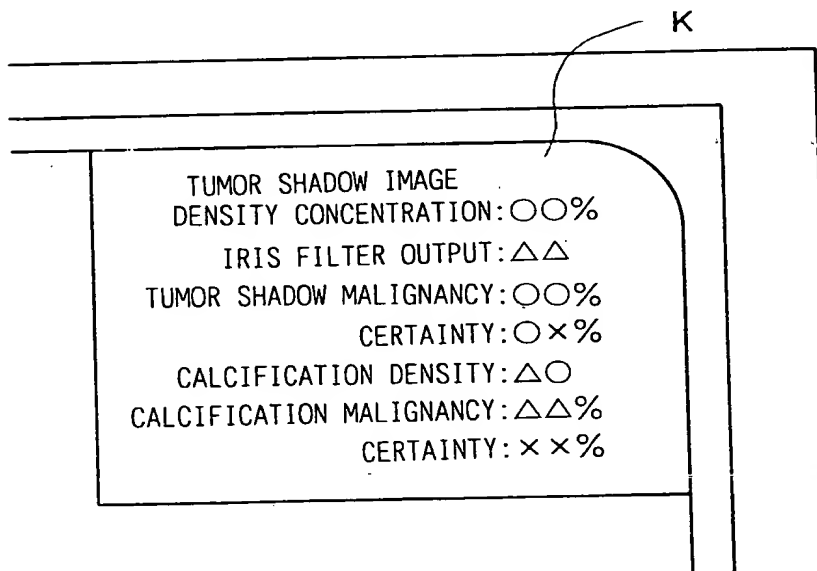 K
TUMOR SHADOW IMAGE
DENSITY CONCENTRATION:○○%
IRIS FILTER OUTPUT:△△
TUMOR SHADOW MALIGNANCY:○○%
CERTAINTY:○×%
CALCIFICATION DENSITY:△○
CALCIFICATION MALIGNANCY:△△%
CERTAINTY:××%